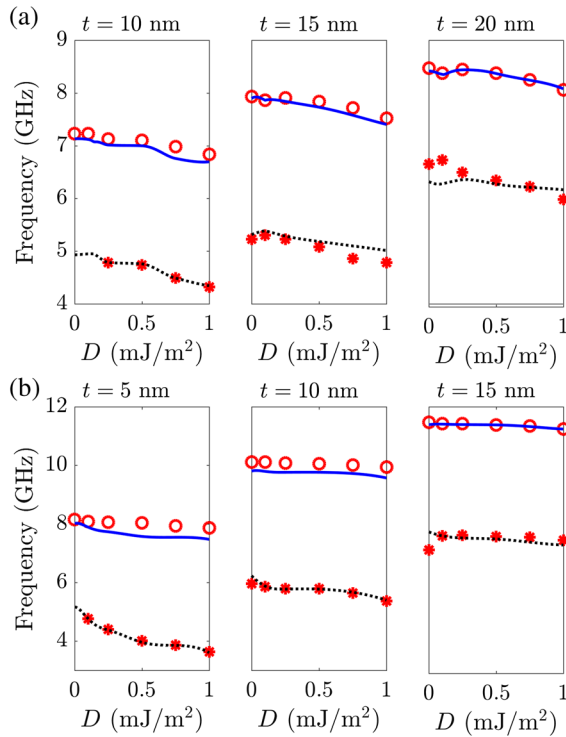 (a)
t = 10 nm t = 15 nm t = 20 nm
9
8
7
6
5
4
Frequency (GHz)
0 0.5 1 0 0.5 1 0 0.5 1
D (mJ/m²) D (mJ/m²) D (mJ/m²)
(b)
t = 5 nm t = 10 nm t = 15 nm
12
10
8
6
4
Frequency (GHz)
0 0.5 1 0 0.5 1 0 0.5 1
D (mJ/m²) D (mJ/m²) D (mJ/m²)